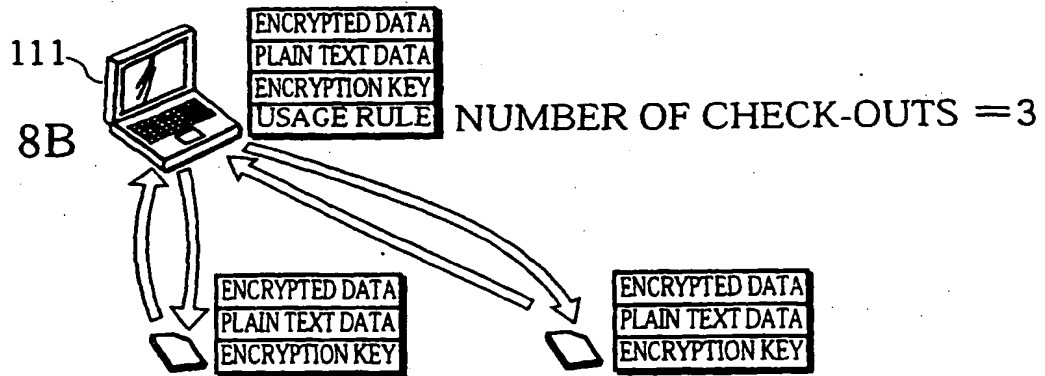 ENCRYPTED DATA
111
PLAIN TEXT DATA
ENCRYPTION KEY
USAGE RULE
NUMBER OF CHECK-OUTS =3
8B
ENCRYPTED DATA
PLAIN TEXT DATA
ENCRYPTION KEY
ENCRYPTED DATA
PLAIN TEXT DATA
ENCRYPTION KEY